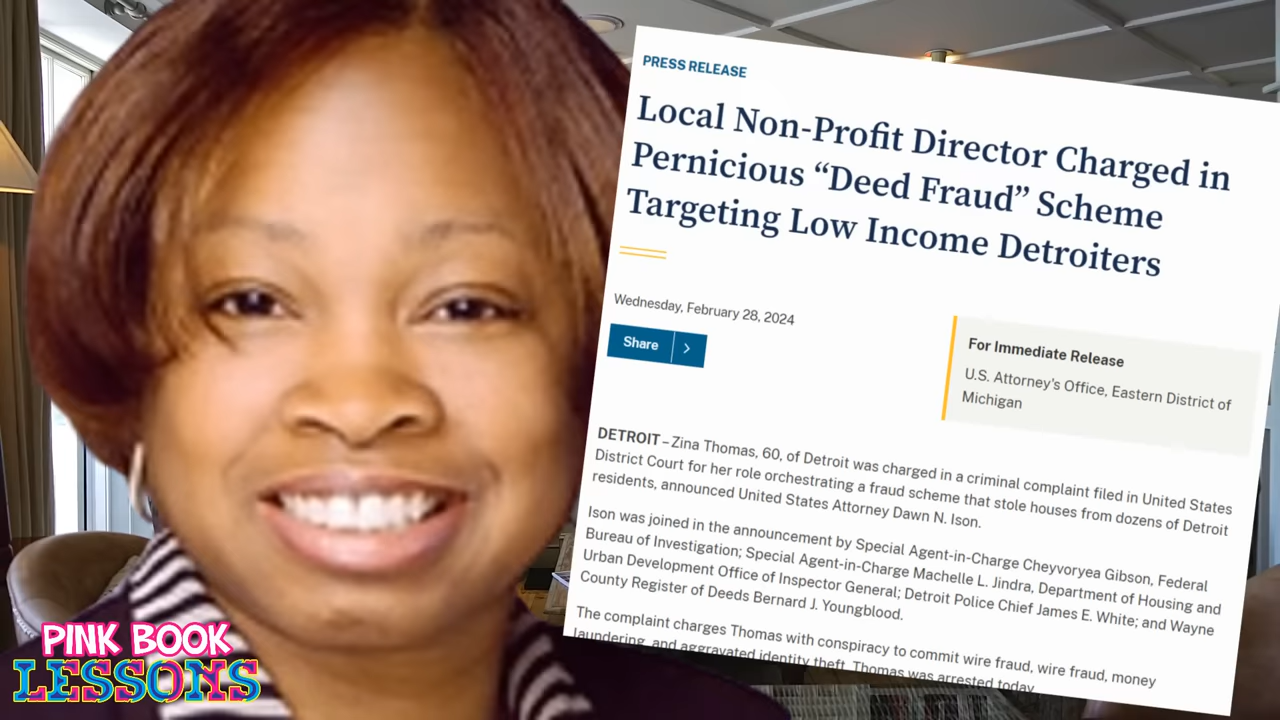 PRESS RELEASE
Local Non-Profit Director Charged in
Pernicious “Deed Fraud” Scheme
Targeting Low Income Detroiters
Wednesday, February 28, 2024
Share
For Immediate Release
U.S. Attorney's Office, Eastern District of
Michigan
DETROIT – Zina Thomas, 60, of Detroit was charged in a criminal complaint filed in United States
District Court for her role orchestrating a fraud scheme that stole houses from dozens of Detroit
residents, announced United States Attorney Dawn N. Ison.
Ison was joined in the announcement by Special Agent-in-Charge Cheyvoryea Gibson, Federal
Bureau of Investigation; Special Agent-in-Charge Machelle L. Jindra, Department of Housing and
Urban Development Office of Inspector General; Detroit Police Chief James E. White; and Wayne
County Register of Deeds Bernard J. Youngblood.
The complaint charges Thomas with conspiracy to commit wire fraud, wire fraud, money
laundering, and aggravated identity theft. Thomas was arrested today.
PINK BOOK
LESSONS